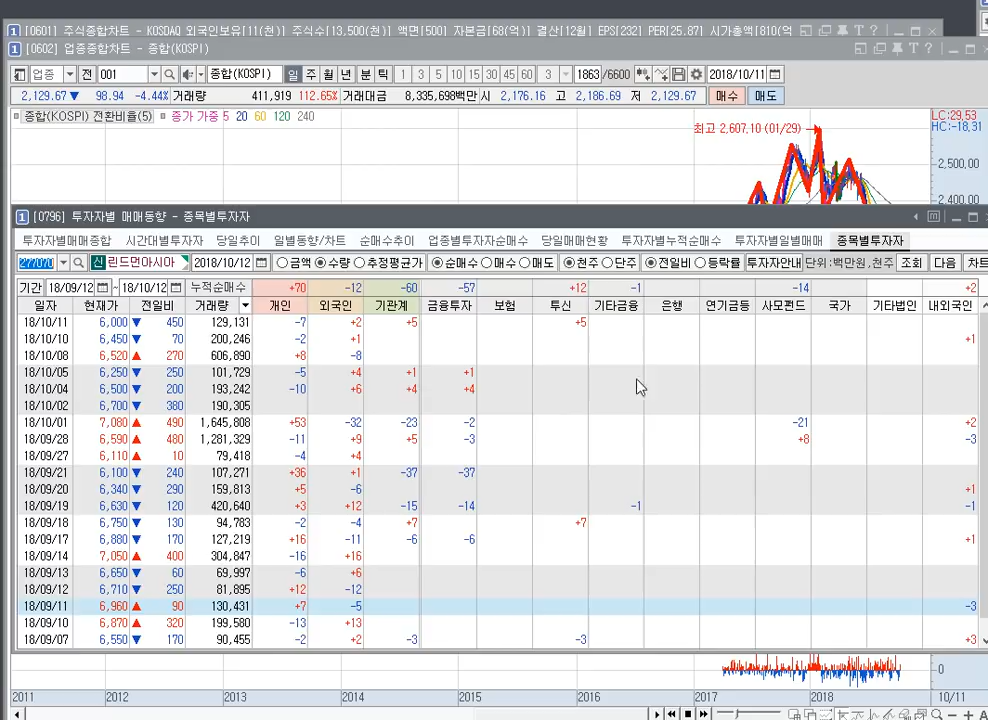 [0601] 주식종합차트 - KOSDAQ 외국인보유[11(천)] 주식수[13,500(천)] 액면[500] 자본금[68(억)] 결산[12월] EPS[232] PER[25.87] 시가총액[810(억
[0602] 업종종합차트 - 종합(KOSPI)
업종 전 001 종합(KOSPI) 일 주 월 년 분 틱 1 3 5 10 15 30 45 60 3 1863 /6600 2018/10/11
2,129.67 ▼ 98.94 -4.44% 거래량 411,919 112.65% 거래대금 8,335,698백만 시 2,176.16 고 2,186.69 저 2,129.67 매수 매도
종합(KOSPI) 전환비율(5) 종가 가중 5 20 60 120 240
LC:29,53
HC:-18,31
최고 2,607,10 (01/29)
2,500,00
2,400,00
[0796] 투자자별 매매동향 - 종목별투자자
투자자별매매종합 시간대별투자자 당일추이 일별동향/차트 순매수추이 업종별투자자순매수 당일매매현황 투자자별누적순매수 투자자별일별매매 종목별투자자
277070 신 린드먼아시아 2018/10/12 금액 수량 추정평균가 순매수 매수 매도 천주 단주 전일비 등락률 투자자안내 단위:백만원,천주 조회 다음 차트
기간 18/09/12 ~ 18/10/12 누적순매수 +70 -12 -60 -57 +12 -1 -14 +2
일자 현재가 전일비 거래량 개인 외국인 기관계 금융투자 보험 투신 기타금융 은행 연기금등 사모펀드 국가 기타법인 내외국인
18/10/11 6,000 ▼ 450 129,131 -7 +2 +5 +5
18/10/10 6,450 ▼ 70 200,246 -2 +1 +1
18/10/08 6,520 ▲ 270 606,890 +8 -8
18/10/05 6,250 ▼ 250 101,729 -5 +4 +1 +1
18/10/04 6,500 ▼ 200 193,242 -10 +6 +4 +4
18/10/02 6,700 ▼ 380 190,305
18/10/01 7,080 ▲ 490 1,645,808 +53 -32 -23 -2 -21 +2
18/09/28 6,590 ▲ 480 1,281,329 -11 +9 +5 -3 +8 -3
18/09/27 6,110 ▲ 10 79,418 -4 +4
18/09/21 6,100 ▼ 240 107,271 +36 +1 -37 -37
18/09/20 6,340 ▼ 290 159,813 +5 -6 +1
18/09/19 6,630 ▼ 120 420,640 +3 +12 -15 -14 -1 -1
18/09/18 6,750 ▼ 130 94,783 -2 -4 +7 +7
18/09/17 6,880 ▼ 170 127,219 +16 -11 -6 -6 +1
18/09/14 7,050 ▲ 400 304,847 -16 +16
18/09/13 6,650 ▼ 60 69,997 -6 +6
18/09/12 6,710 ▼ 250 81,895 +12 -12
18/09/11 6,960 ▲ 90 130,431 +7 -5 -3
18/09/10 6,870 ▲ 320 199,580 -13 +13
18/09/07 6,550 ▼ 170 90,455 -2 +2 -3 -3 +3
0
2011 2012 2013 2014 2015 2016 2017 2018 10/11